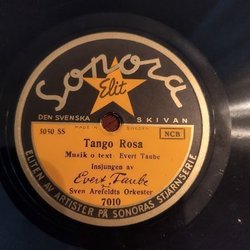 Sonora
Elit
DEN SVENSKA SKIVAN
MADE IN SWEDEN
5050 SS
NCB
Tango Rosa
Musik o text: Evert Taube
Insjungen av
Evert Taube
Sven Arefeldts Orkester
7010
ELITEN AV ARTISTER PÅ SONORAS STJÄRNSERIE